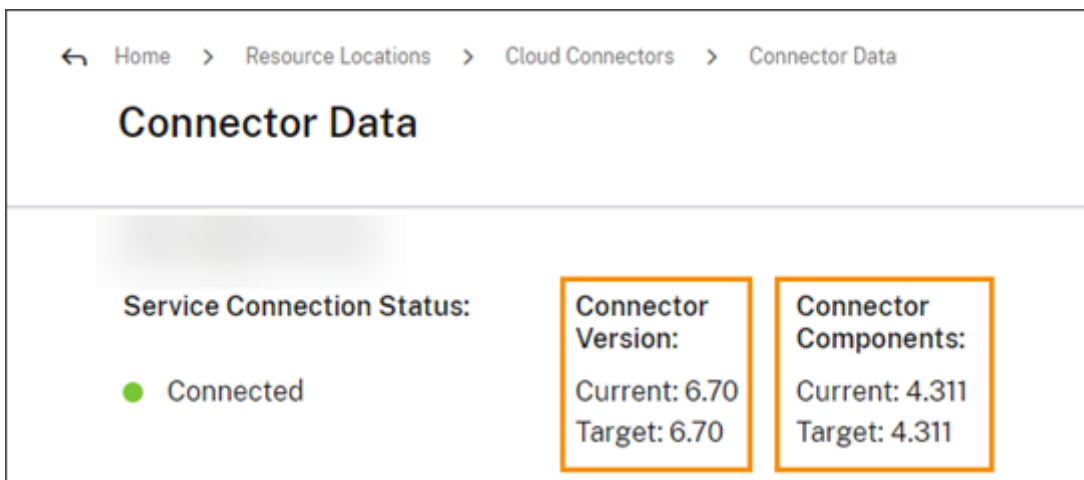 Home > Resource Locations > Cloud Connectors > Connector Data
Connector Data
Service Connection Status:
Connected
Connector
Version:
Current: 6.70
Target: 6.70
Connector
Components:
Current: 4.311
Target: 4.311